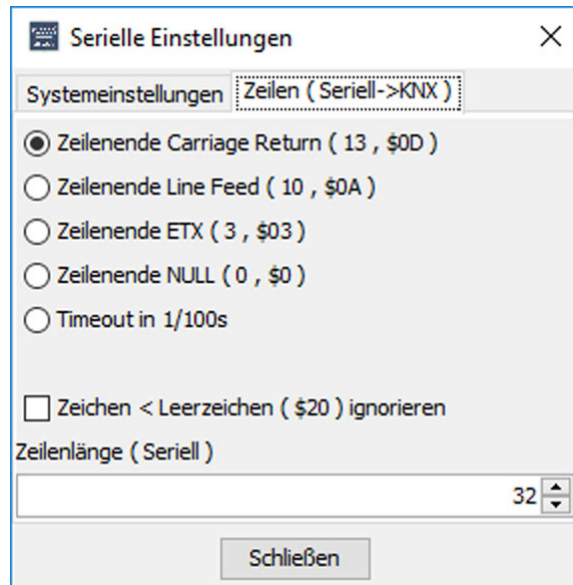 Serielle Einstellungen
Systemeinstellungen Zeilen ( Seriell->KNX )
Zeilenende Carriage Return ( 13 , $0D )
Zeilenende Line Feed ( 10 , $0A )
Zeilenende ETX ( 3 , $03 )
Zeilenende NULL ( 0 , $0 )
Timeout in 1/100s
Zeichen < Leerzeichen ( $20 ) ignorieren
Zeilenlänge ( Seriell )
32
Schließen